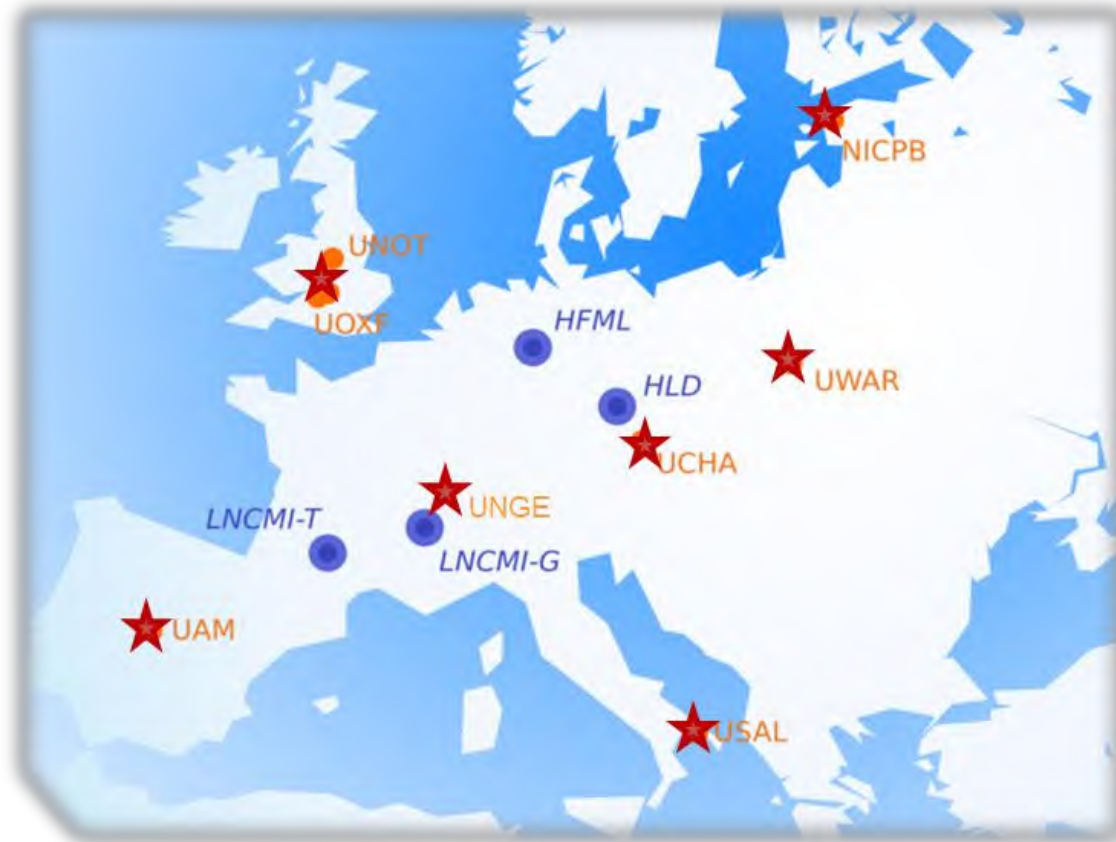 NICPB
UNOT
UOXF
HFML
HLD
UWAR
UCHA
UNGE
LNCMI-T
LNCMI-G
UAM
USAL